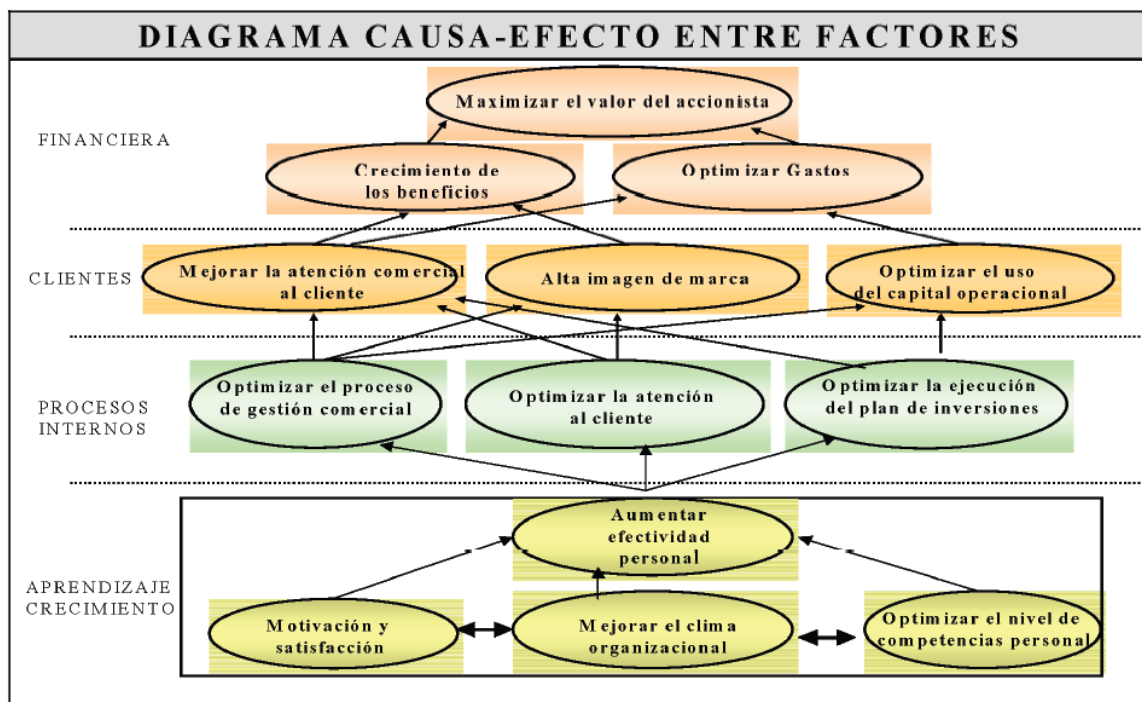 DIAGRAMA CAUSA-EFECTO ENTRE FACTORES
Maximizar el valor del accionista
FINANCIERA
Crecimiento de
los beneficios
Optimizar Gastos
CLIENTES
Mejorar la atención comercial
al cliente
Alta imagen de marca
Optimizar el uso
del capital operacional
PROCESOS
INTERNOS
Optimizar el proceso
de gestión comercial
Optimizar la atención
al cliente
Optimizar la ejecución
del plan de inversiones
Aumentar
efectividad
personal
APRENDIZAJE
CRECIMIENTO
Motivación y
satisfacción
Mejorar el clima
organizacional
Optimizar el nivel de
competencias personal